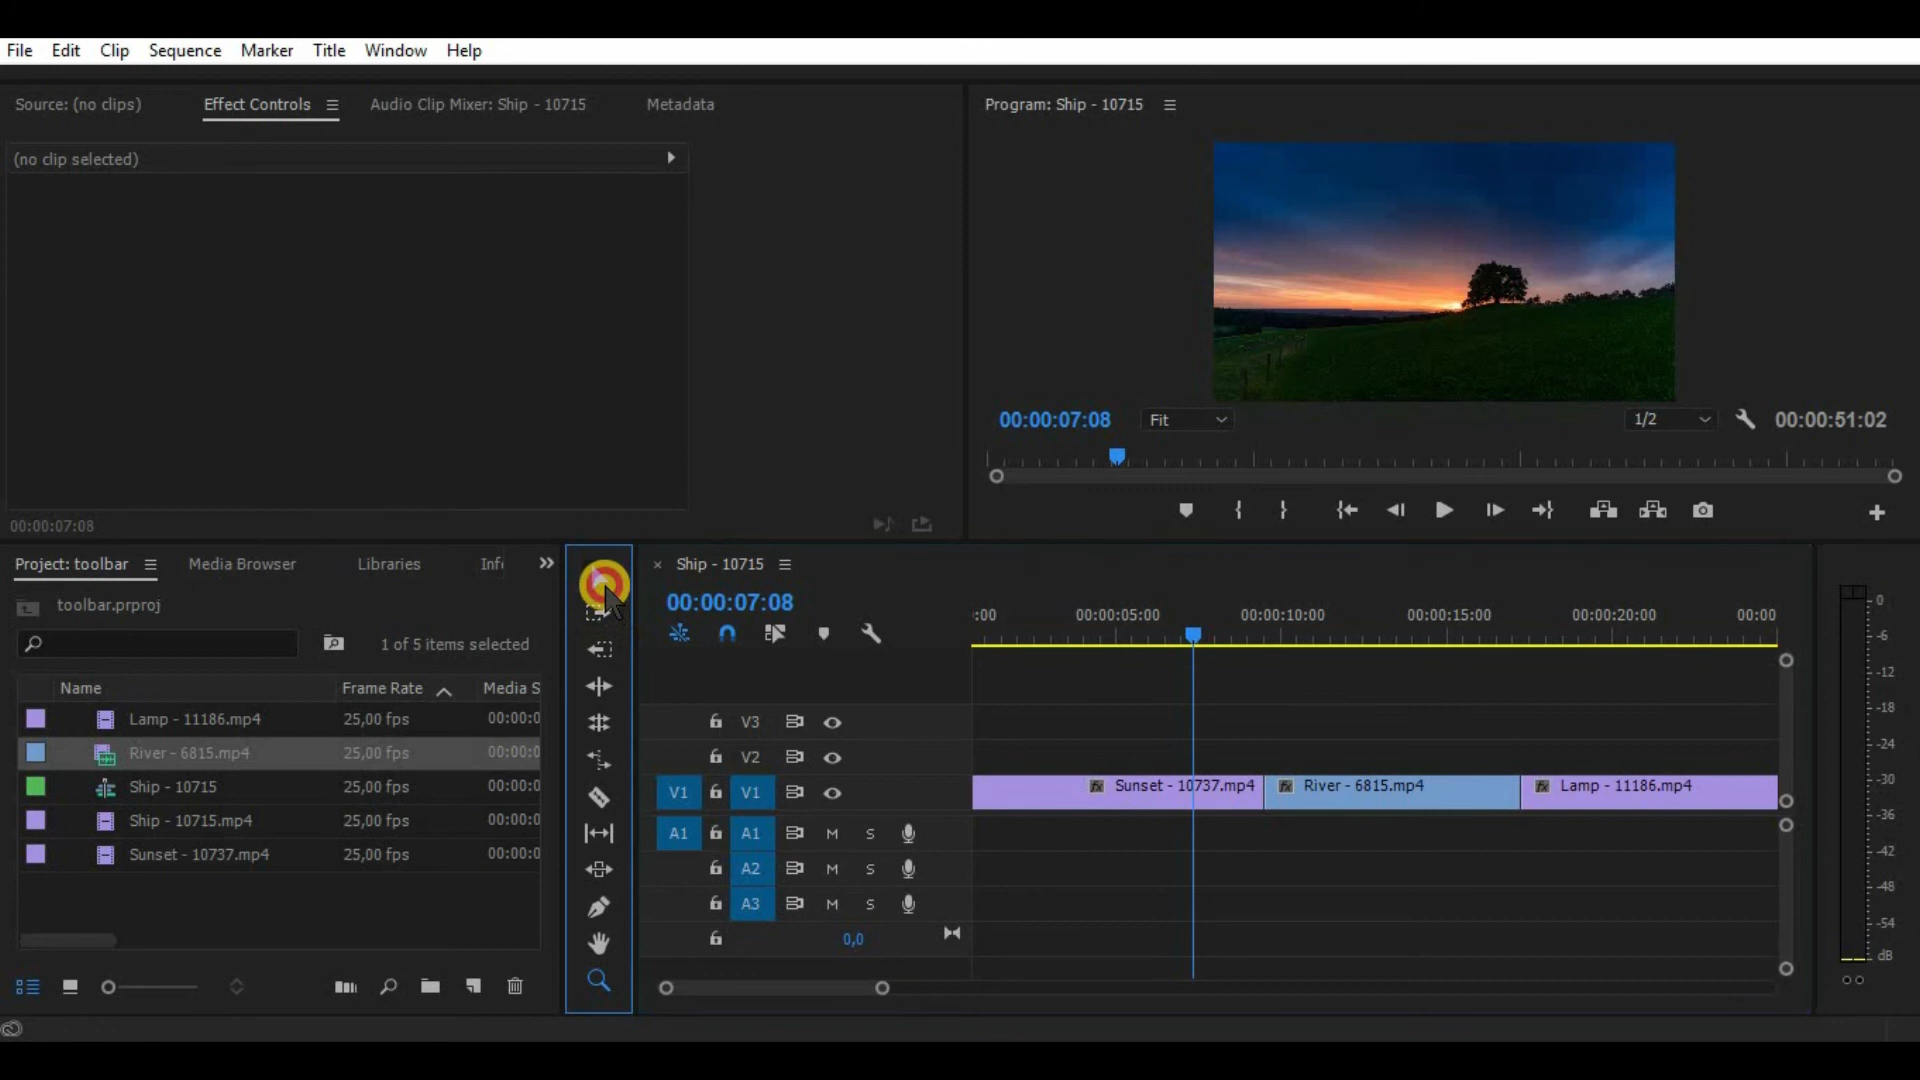 File Edit Clip Sequence Marker Title Window Help
Source: (no clips) Effect Controls Audio Clip Mixer: Ship - 10715 Metadata
Program: Ship - 10715
(no clip selected)
00:00:07:08 Fit 1/2 00:00:51:02
00:00:07:08
Project: toolbar Media Browser Libraries Inf
Ship - 10715
toolbar.prproj
00:00:07:08
:00 00:00:05:00 00:00:10:00 00:00:15:00 00:00:20:00 00:00
1 of 5 items selected
Name Frame Rate Media S
Lamp - 11186.mp4 25,00 fps 00:00:0
River - 6815.mp4 25,00 fps 00:00:0
Ship - 10715 25,00 fps 00:00:0
Ship - 10715.mp4 25,00 fps 00:00:0
Sunset - 10737.mp4 25,00 fps 00:00:0
V3
V2
V1 V1 Sunset - 10737.mp4 River - 6815.mp4 Lamp - 11186.mp4
fx fx fx
A1 A1 M S
A2 M S
A3 M S
0,0
0
-6
-12
-18
-24
-30
-36
-42
-48
-54
dB